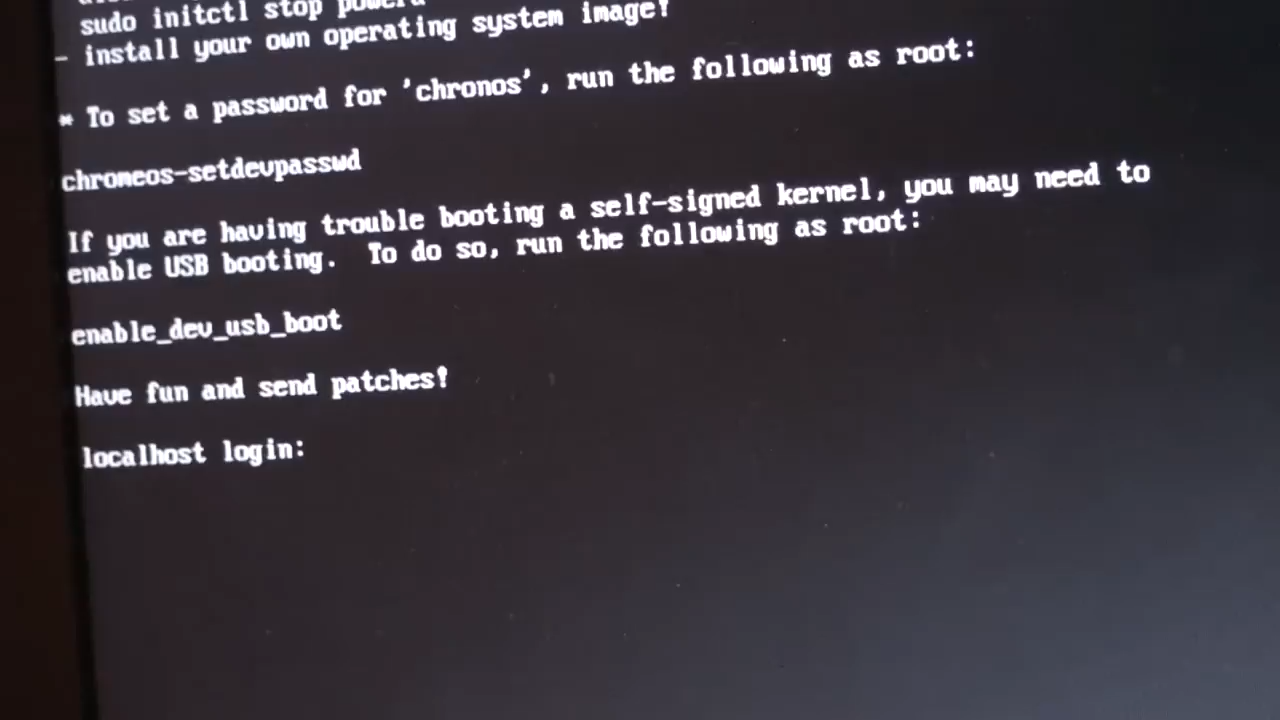 sudo initctl stop powerd
- install your own operating system image!
* To set a password for 'chronos', run the following as root:
chromeos-setdevpasswd
If you are having trouble booting a self-signed kernel, you may need to
enable USB booting.  To do so, run the following as root:
enable_dev_usb_boot
Have fun and send patches!
localhost login: